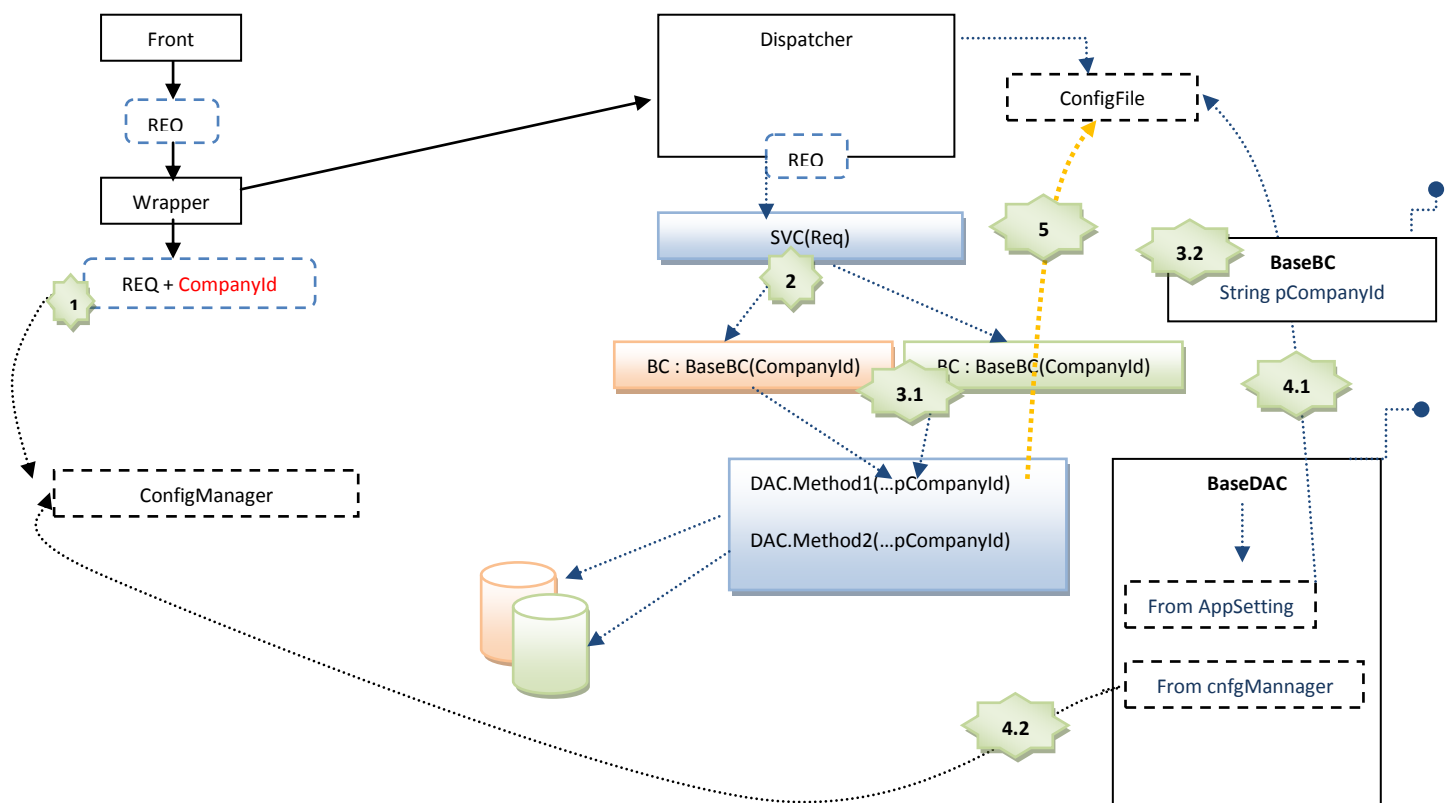 Front
Dispatcher
ConfigFile
REQ
REQ
Wrapper
SVC(Req)
5
3.2
BaseBC
String pCompanyId
REQ + CompanyId
1
2
BC : BaseBC(CompanyId)
BC : BaseBC(CompanyId)
3.1
4.1
ConfigManager
DAC.Method1(...pCompanyId)
DAC.Method2(...pCompanyId)
BaseDAC
From AppSetting
From cnfgMannager
4.2